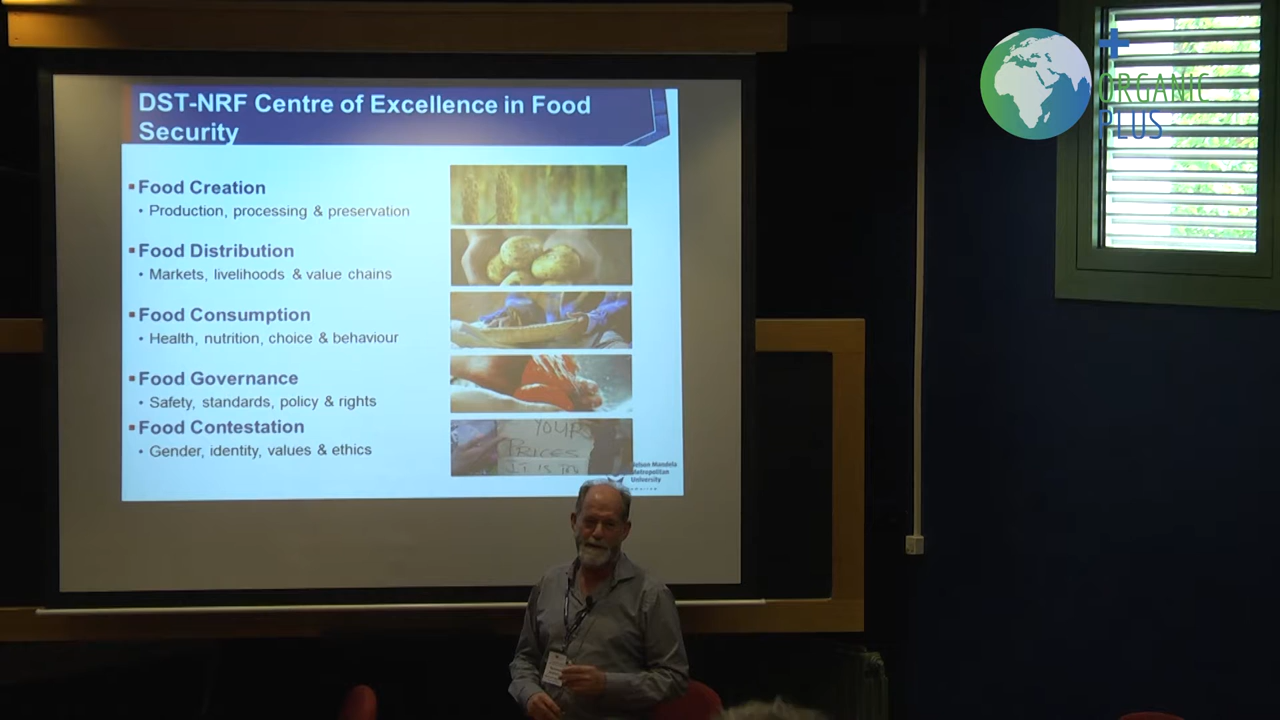 DST-NRF Centre of Excellence in Food
Security
▪ Food Creation
• Production, processing & preservation
▪ Food Distribution
• Markets, livelihoods & value chains
▪ Food Consumption
• Health, nutrition, choice & behaviour
▪ Food Governance
• Safety, standards, policy & rights
▪ Food Contestation
• Gender, identity, values & ethics
YOUR
PRICES
IT IS
Nelson Mandela
Metropolitan
University
+
ORGANIC
PLUS